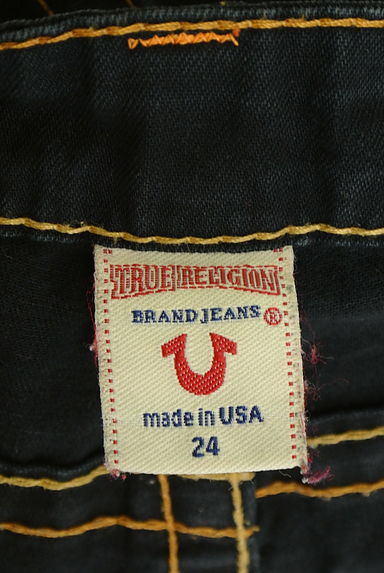 TRUE RELIGION
BRAND JEANS ®
made in USA
24